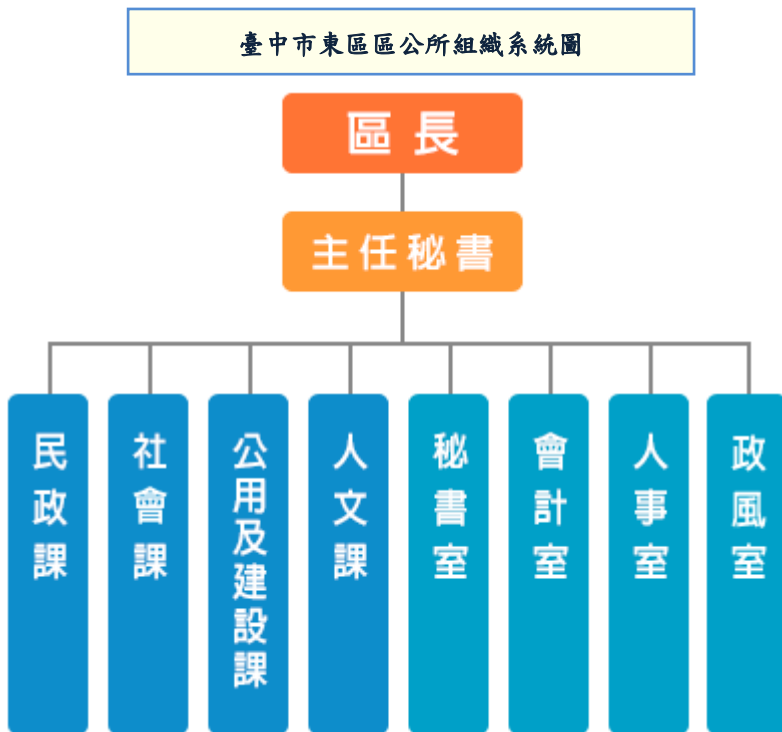 臺中市東區區公所組織系統圖
區長
主任秘書
民政課
社會課
公用及建設課
人文課
秘書室
會計室
人事室
政風室